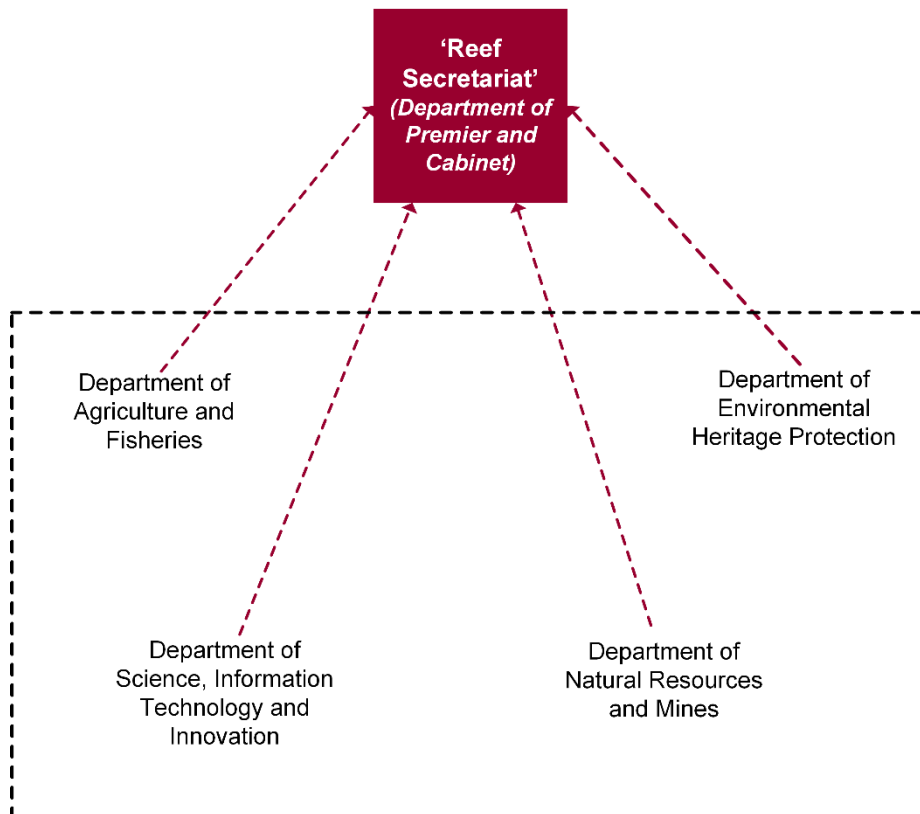 ‘Reef
Secretariat’
(Department of
Premier and
Cabinet)
Department of
Agriculture and
Fisheries
Department of
Environmental
Heritage Protection
Department of
Science, Information
Technology and
Innovation
Department of
Natural Resources
and Mines